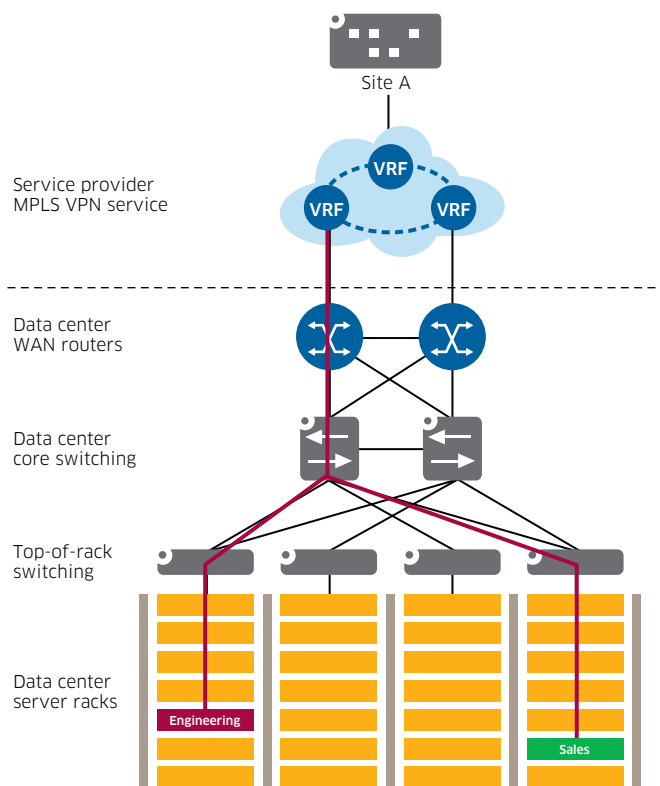 Site A
Service provider
MPLS VPN service
VRF
VRF
VRF
Data center
WAN routers
Data center
core switching
Top-of-rack
switching
Data center
server racks
Engineering
Sales